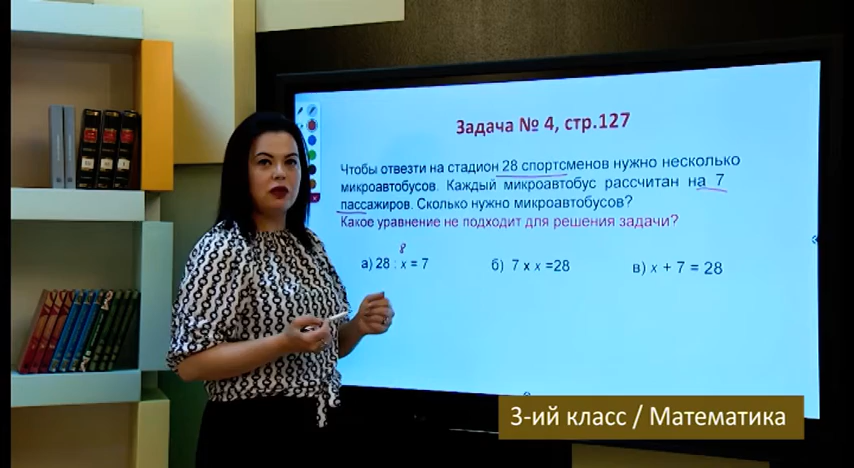 Задача № 4, стр.127
Чтобы отвезти на стадион 28 спортсменов нужно несколько
микроавтобусов. Каждый микроавтобус рассчитан на 7
пассажиров. Сколько нужно микроавтобусов?
Какое уравнение не подходит для решения задачи?
а) 28 : x = 7 б) 7 x x =28 в) x + 7 = 28
3-ий класс / Математика